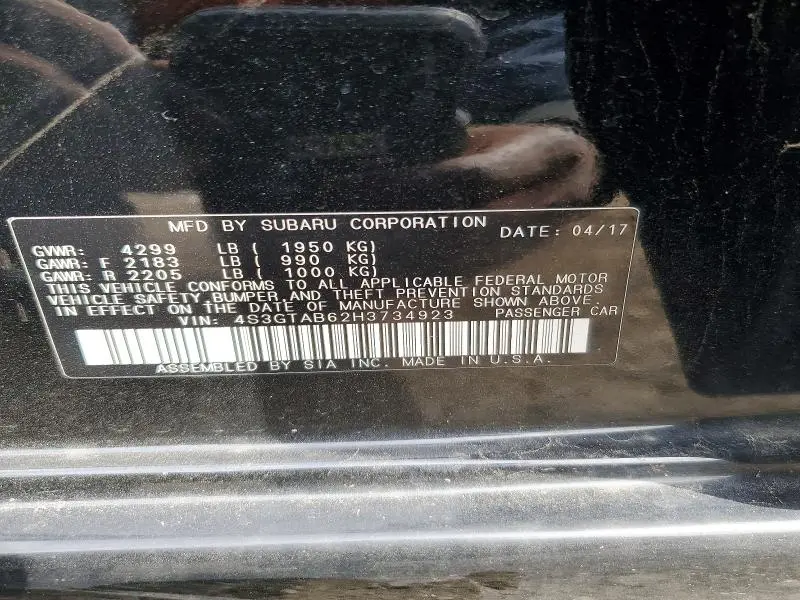 MFD BY SUBARU CORPORATION DATE: 04/17
GVWR: 4299 LB ( 1950 KG)
GAWR: F 2183 LB ( 990 KG)
GAWR: R 2205 LB ( 1000 KG)
THIS VEHICLE CONFORMS TO ALL APPLICABLE FEDERAL MOTOR
VEHICLE SAFETY,BUMPER,AND THEFT PREVENTION STANDARDS
IN EFFECT ON THE DATE OF MANUFACTURE SHOWN ABOVE.
VIN: 4S3GTAB62H3734923 PASSENGER CAR
ASSEMBLED BY SIA INC. MADE IN U.S.A.